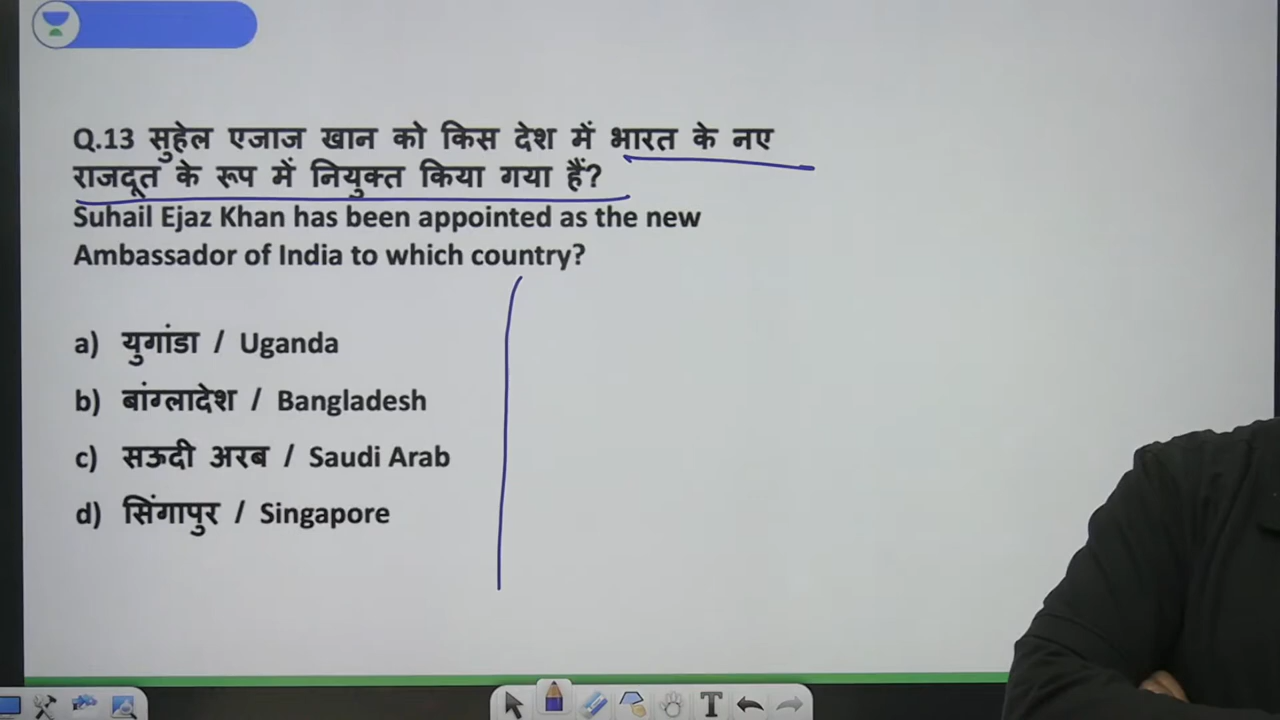 Q.13 सुहेल एजाज खान को किस देश में भारत के नए
राजदूत के रूप में नियुक्त किया गया हैं?
Suhail Ejaz Khan has been appointed as the new
Ambassador of India to which country?
a) युगांडा / Uganda
b) बांग्लादेश / Bangladesh
c) सऊदी अरब / Saudi Arab
d) सिंगापुर / Singapore
T